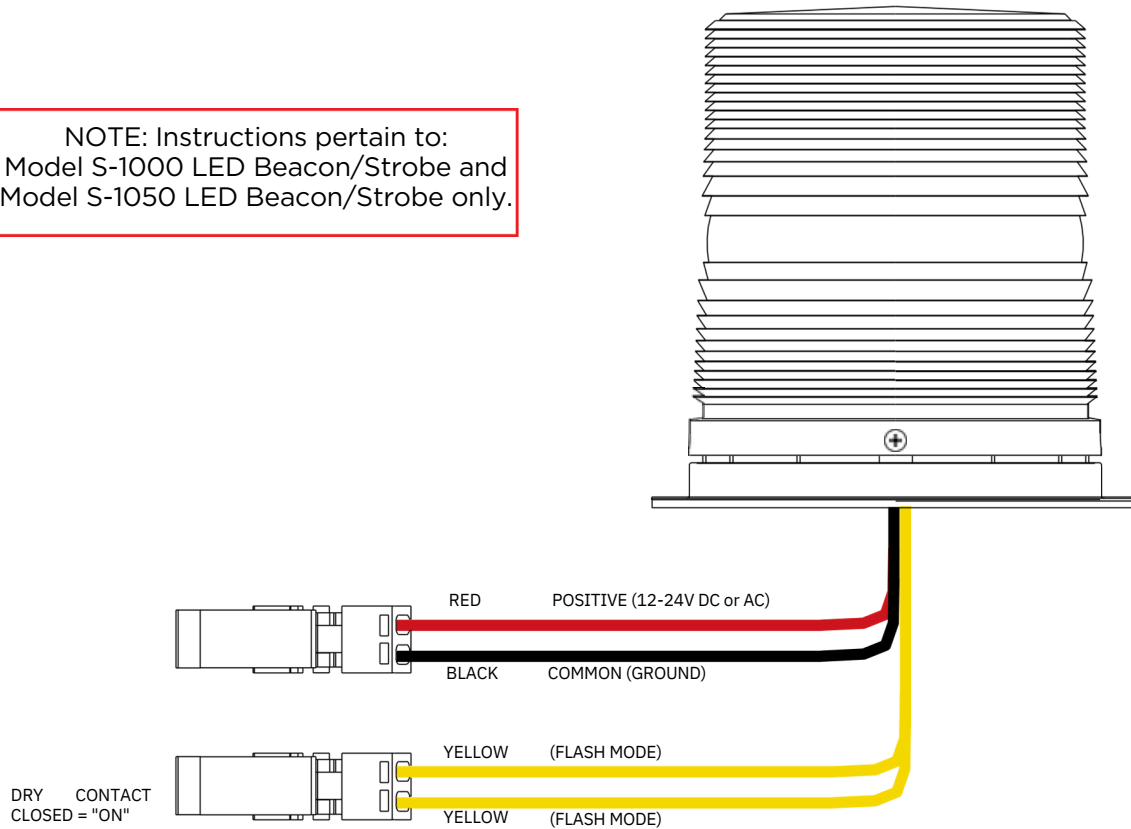 NOTE: Instructions pertain to:
Model S-1000 LED Beacon/Strobe and
Model S-1050 LED Beacon/Strobe only.
RED POSITIVE (12-24V DC or AC)
BLACK COMMON (GROUND)
YELLOW (FLASH MODE)
DRY CONTACT
CLOSED = "ON"
YELLOW (FLASH MODE)